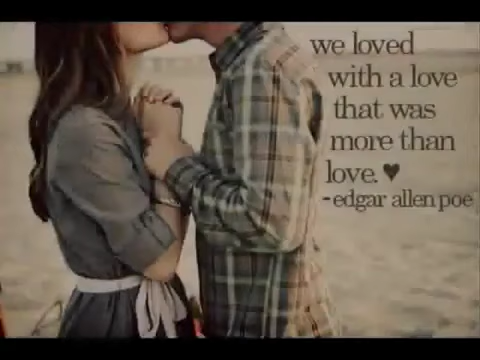 we loved
with a love
that was
more than
love.♥
-edgar allen poe